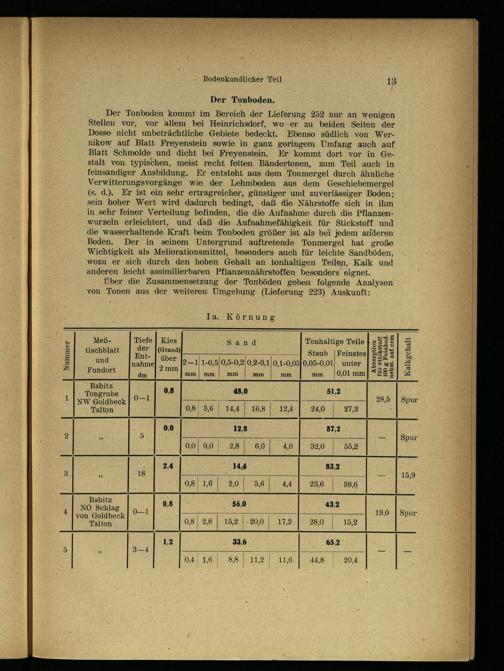 Bodenkundlicher Teil 13
Der Tonboden.
Der Tonboden kommt im Bereich der Lieferung 252 nur an wenigen
Stellen vor, vor allem bei Heinrichsdorf, wo er zu beiden Seiten der
Dosse nicht unbeträchtliche Gebiete bedeckt. Ebenso südlich von Wer-
nikow auf Blatt Freyenstein sowie in ganz geringem Umfang auch auf
Blatt Schmolde und dicht bei Freyenstein. Er kommt dort vor in Ge-
stalt von typischen, meist recht fetten Bändertonen, zum Teil auch in
feinsandiger Ausbildung. Er entsteht aus dem Tonmergel durch ähnliche
Verwitterungsvorgänge wie der Lehmboden aus dem Geschiebemergel
(s. d.). Er ist ein sehr ertragreicher, günstiger und zuverlässiger Boden;
sein hoher Wert wird dadurch bedingt, daß die Nährstoffe sich in ihm
in sehr feiner Verteilung befinden, die die Aufnahme durch die Pflanzen-
wurzeln erleichtert, und daß die Aufnahmefähigkeit für Stickstoff und
die wasserhaltende Kraft beim Tonboden größer ist als bei jedem anderen
Boden. Der in seinem Untergrund auftretende Tonmergel hat große
Wichtigkeit als Meliorationsmittel, besonders auch für leichte Sandböden,
wozu er sich durch den hohen Gehalt an tonhaltigen Teilen, Kalk und
anderen leicht assimilierbaren Pflanzennährstoffen besonders eignet.
Über die Zusammensetzung der Tonböden geben folgende Analysen
von Tonen aus der weiteren Umgebung (Lieferung 223) Auskunft:
Ia. Körnung
Nummer
Meß-
tischblatt
und
Fundort
Tiefe
der
Ent-
nahme
dm
Kies
(Grand)
über
2 mm
Sand
2—1 1-0,5 0,5-0,2 0,2-0,1 0,1-0,05
mm mm mm mm mm
Tonhaltige Teile
Staub Feinstes
0,05-0,01 unter
mm 0,01 mm
Absorption
für Stickstoff
100 g Feinbod.
nehm. auf ccm
Kalkgehalt
1 Babitz
Tongrube
NW Goldbeck
Talton
0—1 0.8 48.0 51.2 28,5 Spur
0,8 3,6 14,4 16,8 12,4 24,0 27,2
2 „ 5 0.0 12.8 87.2 — Spur
0,0 0,0 2,8 6,0 4,0 32,0 55,2
3 „ 18 2.4 14.4 83.2 — 15,9
0,8 1,6 2,0 5,6 4,4 23,6 59,6
4 Babitz
NO Schlag
von Goldbeck
Talton
0—1 0.8 56.0 43.2 19,0 Spur
0,8 2,8 15,2 20,0 17,2 28,0 15,2
5 „ 3—4 1.2 33.6 65.2 — —
0,4 1,6 8,8 11,2 11,6 44,8 20,4